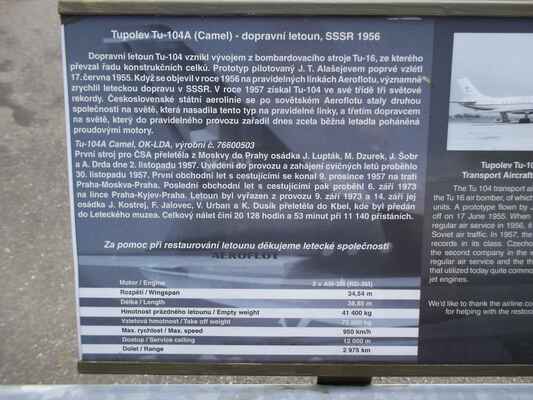 Tupolev Tu-104A (Camel) - dopravní letoun, SSSR 1956
Dopravní letoun Tu-104 vznikl vývojem z bombardovacího stroje Tu-16, ze kterého
převzal řadu konstrukčních celků. Prototyp pilotovaný J. T. Alašejevem poprvé vzlétl
17. června 1955. Když se objevil v roce 1956 na pravidelných linkách Aeroflotu, významně
zrychlil leteckou dopravu v SSSR. V roce 1957 získal Tu-104 ve své třídě tři světové
rekordy. Československé státní aerolinie se po sovětském Aeroflotu staly druhou
společností na světě, která nasadila tento typ na pravidelné linky, a třetím dopravcem
na světě, který do pravidelného provozu zařadil dnes zcela běžná letadla poháněná
proudovými motory.
Tu-104A Camel, OK-LDA, výrobní č. 76600503
První stroj pro ČSA přeletěla z Moskvy do Prahy osádka J. Lupták, M. Dzurek, J. Šobr
a A. Drda dne 2. listopadu 1957. Uvedení do provozu a zahájení cvičných letů proběhlo
30. listopadu 1957. První obchodní let s cestujícími se konal 9. prosince 1957 na trati
Praha-Moskva-Praha. Poslední obchodní let s cestujícími pak proběhl 6. září 1973
na lince Praha-Kyjev-Praha. Letoun byl vyřazen z provozu 9. září 1973 a 14. září jej
osádka J. Kostrej, F. Jalovec, V. Urban a K. Dusík přeletěla do Kbel, kde byl předán
do Leteckého muzea. Celkový nálet činí 20 128 hodin a 53 minut při 11 140 přistáních.
Za pomoc při restaurování letounu děkujeme letecké společnosti
AEROFLOT
Motor / Engine 2 × AM-3M (RD-3M)
Rozpětí / Wingspan 34,54 m
Délka / Length 38,85 m
Hmotnost prázdného letounu / Empty weight 41 400 kg
Vzletová hmotnost / Take off weight
Max. rychlost / Max. speed 950 km/h
Dostup / Service ceiling 12 000 m
Dolet / Range 2 975 km
Tupolev Tu-10
Transport Aircraf
The Tu 104 transport air
the Tu 16 air bomber, of which
units. A prototype flown by J
off on 17 June 1955. When
regular air service in 1956, it
Soviet air traffic. In 1957, the
records in its class. Czecho
the second company in the w
regular air service and the th
that utilized today quite commo
jet engines.
We'd like to thank the airline co
for helping with the resto